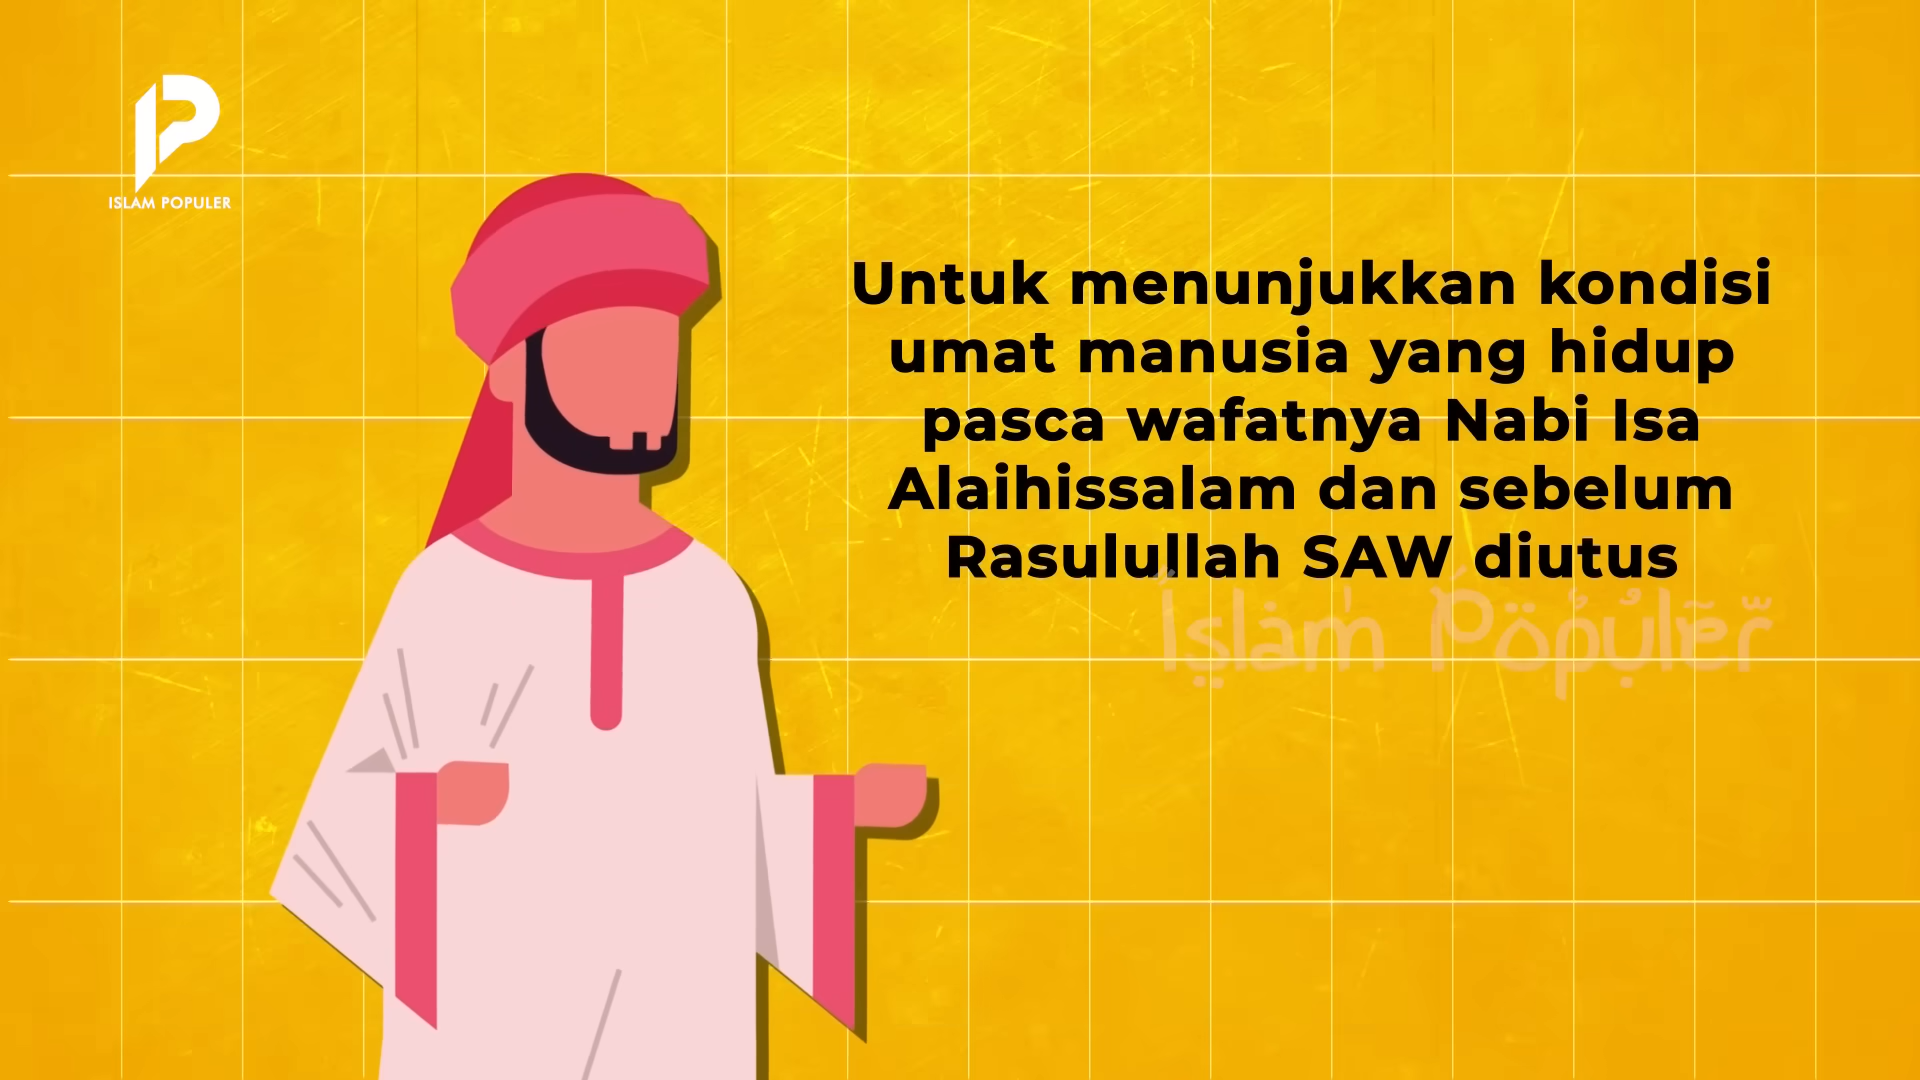 ISLAM POPULER
Untuk menunjukkan kondisi
umat manusia yang hidup
pasca wafatnya Nabi Isa
Alaihissalam dan sebelum
Rasulullah SAW diutus
Islam Populer